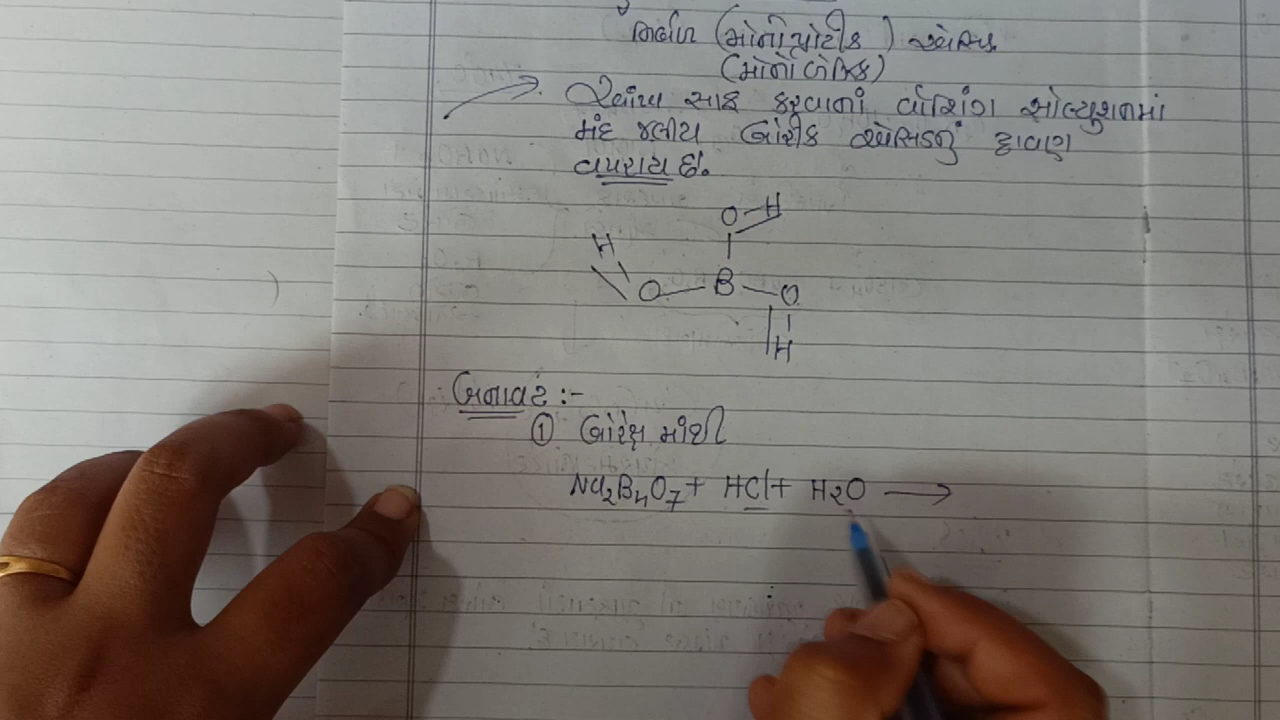 નિર્બળ (મોનોપ્રોટીક) એસિડ
(મોનોબેઝિક)
સાફ કરવાનાં વોશિંગ સોલ્યુશનમાં
મંદ જલીય બોરીક એસિડનું દ્રાવણ
વપરાય છે.
O-H
H
O-B-O
H
બનાવટ :-
① બોરેક્ષ માંથી
Na2B4O7 + HCl + H2O →